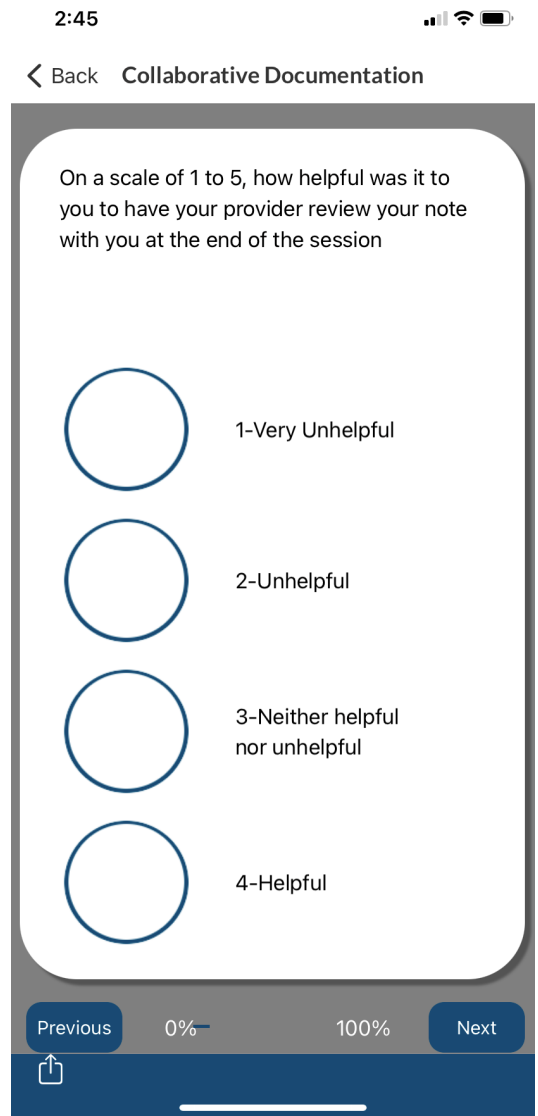 2:45
Back Collaborative Documentation
On a scale of 1 to 5, how helpful was it to
you to have your provider review your note
with you at the end of the session
1-Very Unhelpful
2-Unhelpful
3-Neither helpful
nor unhelpful
4-Helpful
Previous 0% 100% Next